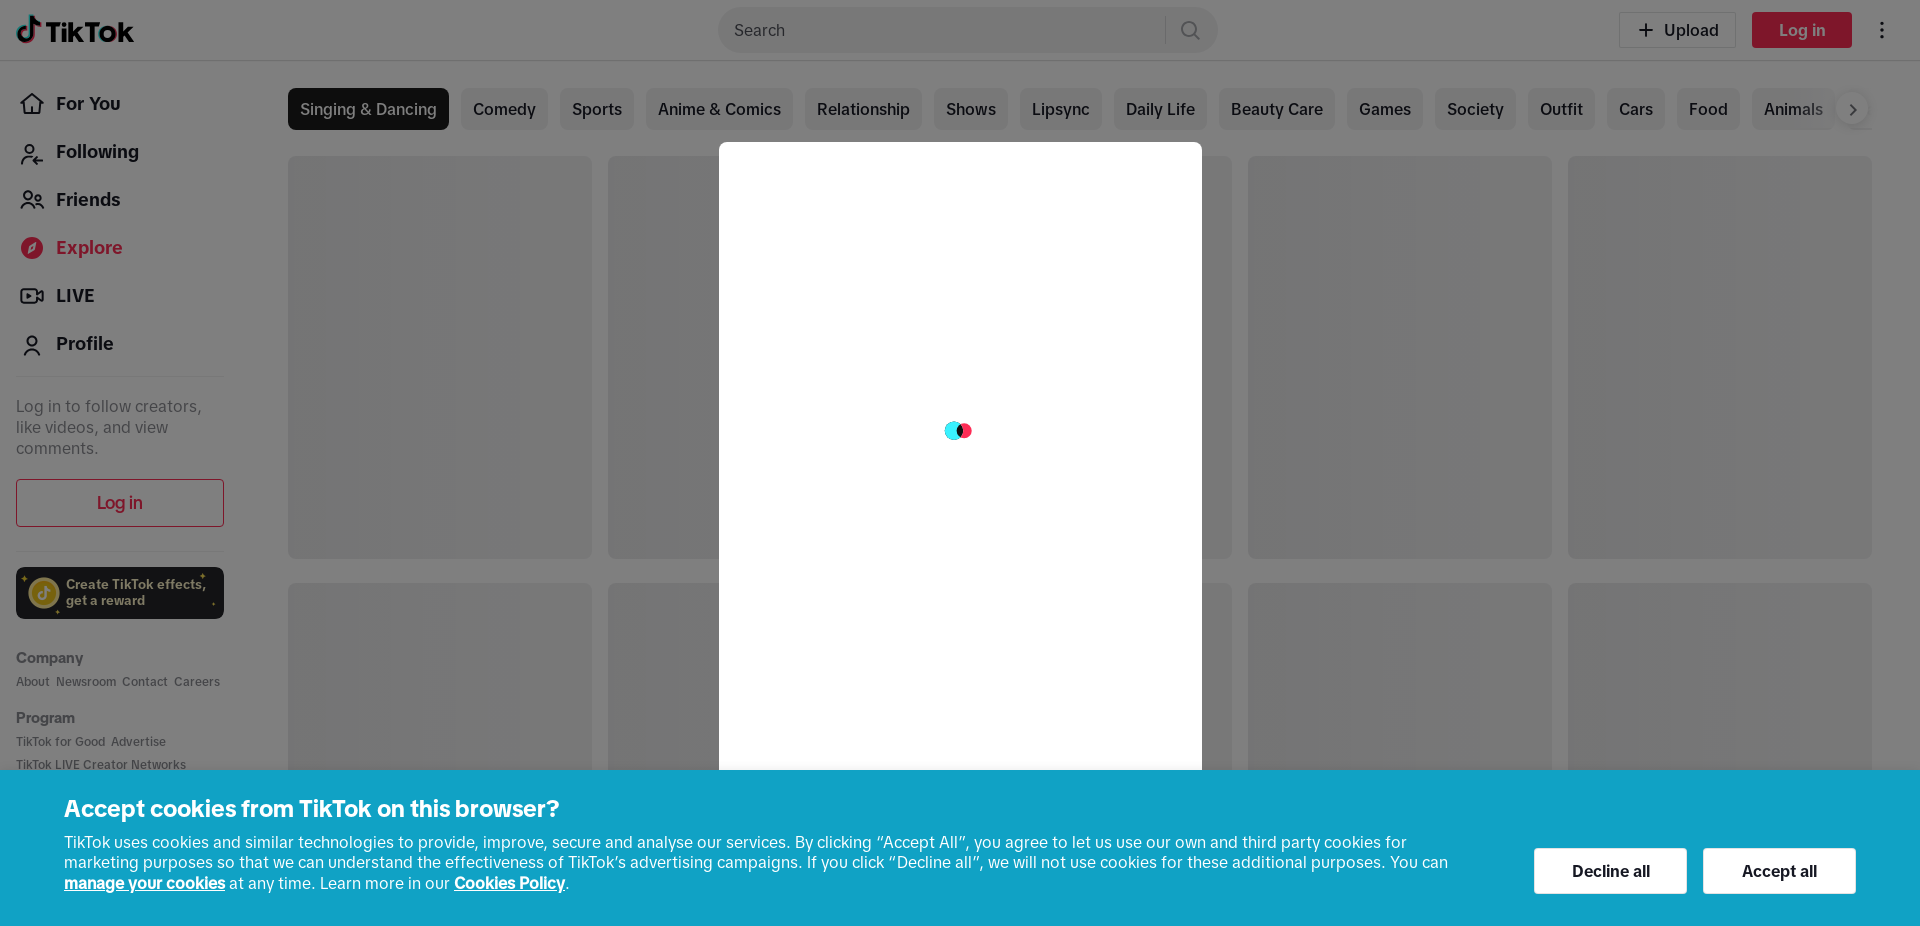 TikTok
Search
Upload
Log in
For You
Following
Friends
Explore
LIVE
Profile
Log in to follow creators,
like videos, and view
comments.
Log in
Create TikTok effects,
get a reward
Company
About Newsroom Contact Careers
Program
TikTok for Good Advertise
TikTok LIVE Creator Networks
Singing & Dancing
Comedy
Sports
Anime & Comics
Relationship
Shows
Lipsync
Daily Life
Beauty Care
Games
Society
Outfit
Cars
Food
Animals
Accept cookies from TikTok on this browser?
TikTok uses cookies and similar technologies to provide, improve, secure and analyse our services. By clicking “Accept All”, you agree to let us use our own and third party cookies for
marketing purposes so that we can understand the effectiveness of TikTok’s advertising campaigns. If you click “Decline all”, we will not use cookies for these additional purposes. You can
manage your cookies at any time. Learn more in our Cookies Policy.
Decline all
Accept all